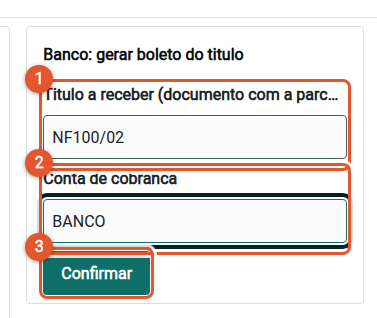 Banco: gerar boleto do titulo
1
Titulo a receber (documento com a parc...
NF100/02
2
Conta de cobranca
BANCO
3
Confirmar